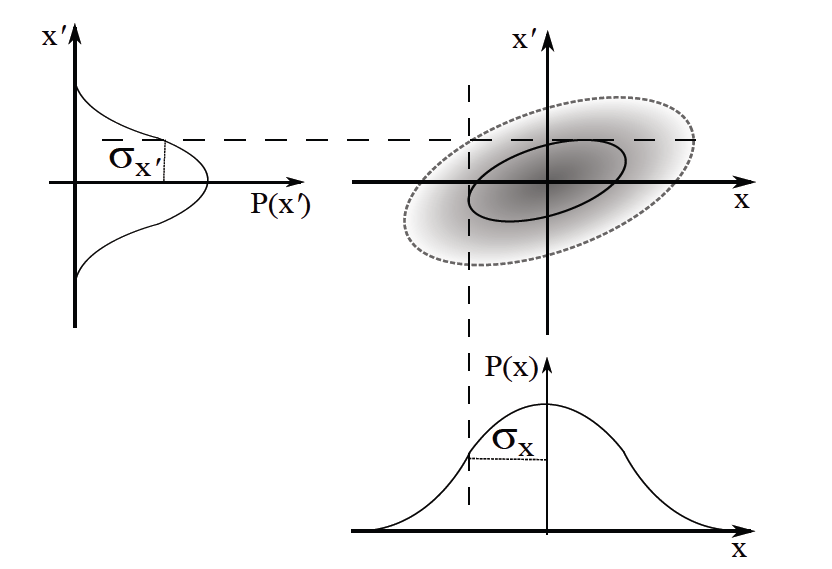 x′
x′
σx′
P(x′)
x
P(x)
σx
x